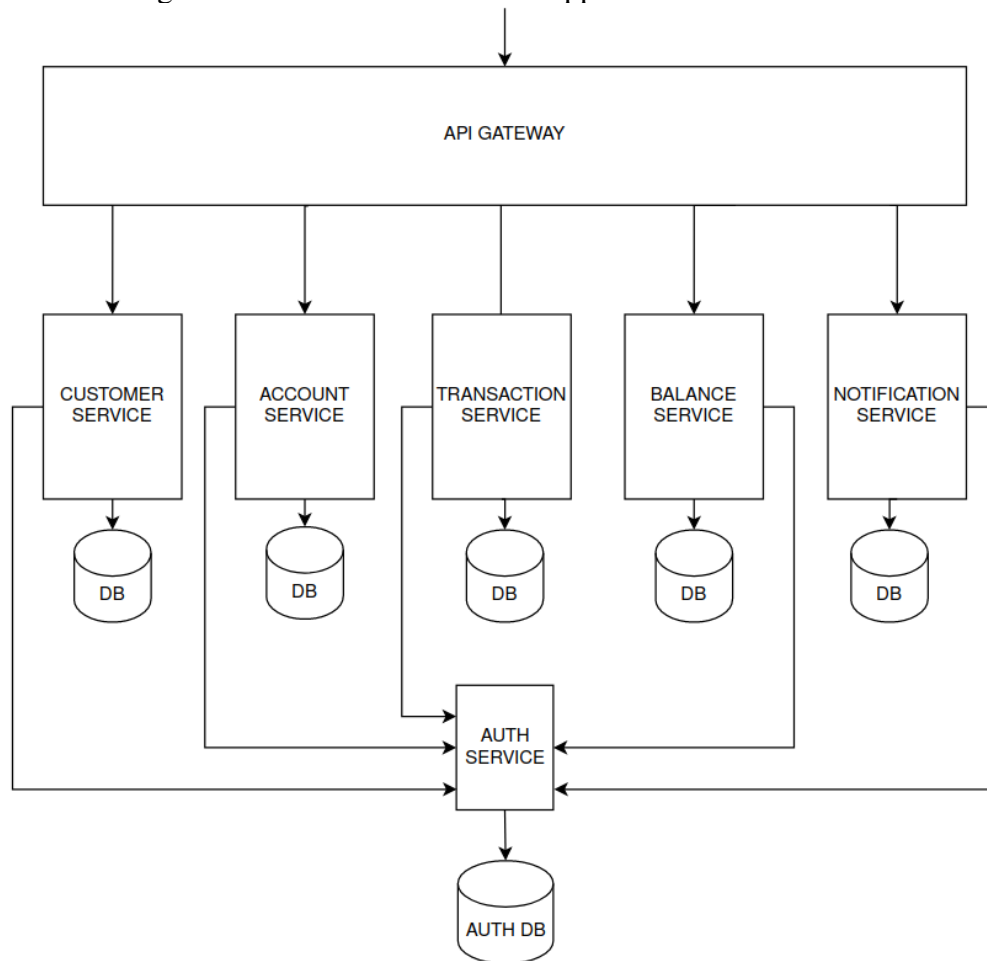 API GATEWAY
CUSTOMER
SERVICE
ACCOUNT
SERVICE
TRANSACTION
SERVICE
BALANCE
SERVICE
NOTIFICATION
SERVICE
DB
DB
DB
DB
DB
AUTH
SERVICE
AUTH DB